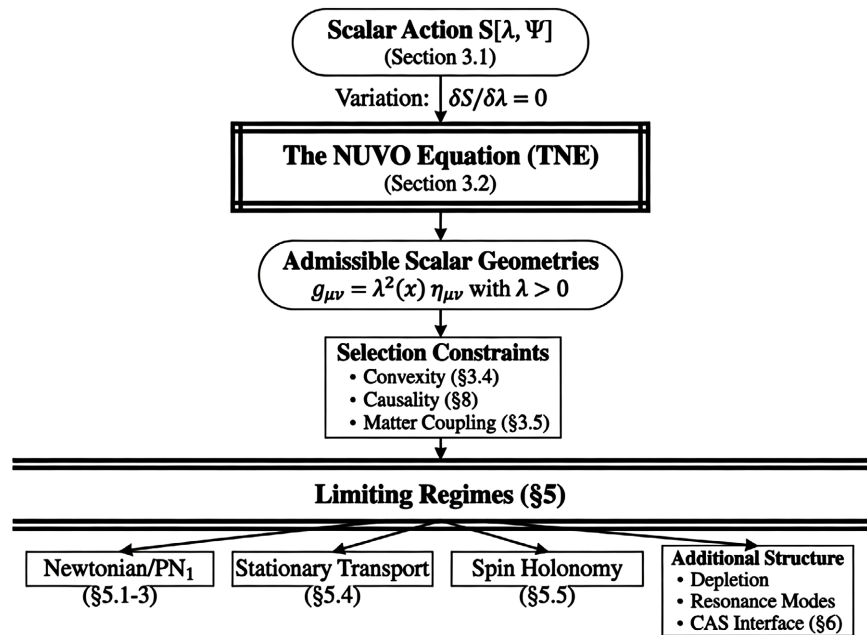 Scalar Action S[λ, Ψ]
(Section 3.1)
Variation: δS/δλ = 0
The NUVO Equation (TNE)
(Section 3.2)
Admissible Scalar Geometries
gμν = λ²(x) ημν with λ > 0
Selection Constraints
• Convexity (§3.4)
• Causality (§8)
• Matter Coupling (§3.5)
Limiting Regimes (§5)
Newtonian/PN₁
(§5.1-3)
Stationary Transport
(§5.4)
Spin Holonomy
(§5.5)
Additional Structure
• Depletion
• Resonance Modes
• CAS Interface (§6)